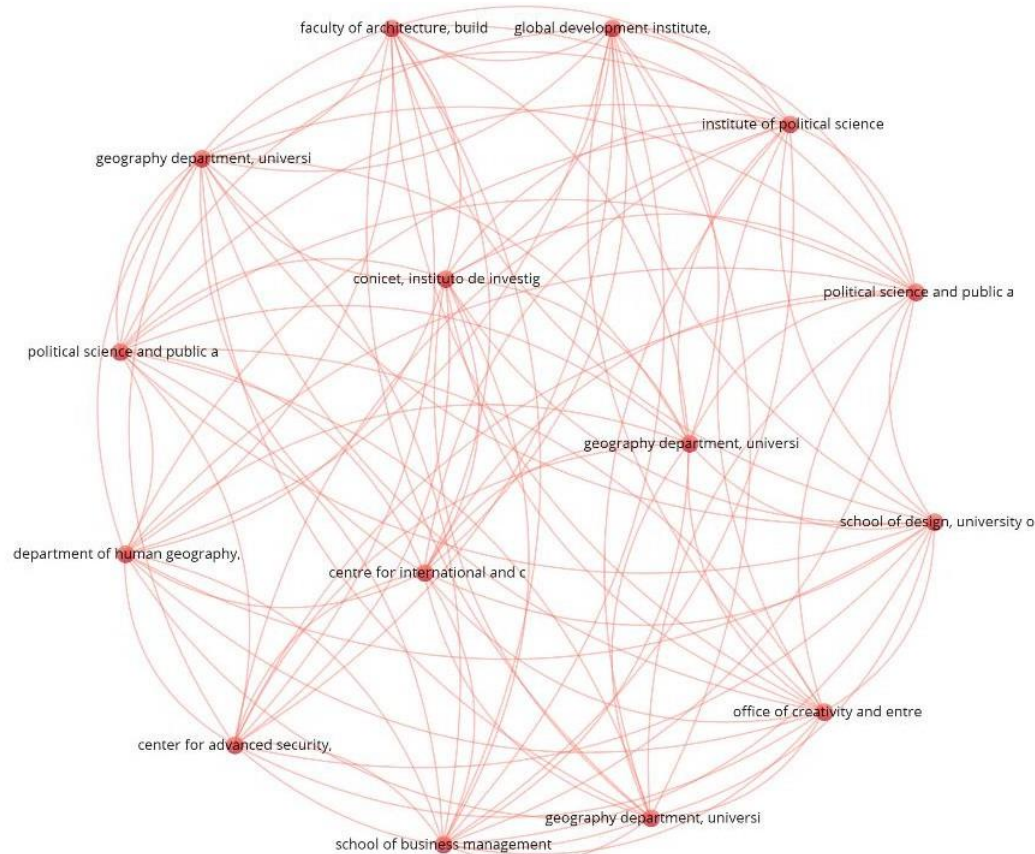 faculty of architecture, build
global development institute,
institute of political science
geography department, universi
conicet, instituto de investig
political science and public a
political science and public a
geography department, universi
school of design, university o
department of human geography,
centre for international and c
office of creativity and entre
center for advanced security,
geography department, universi
school of business management